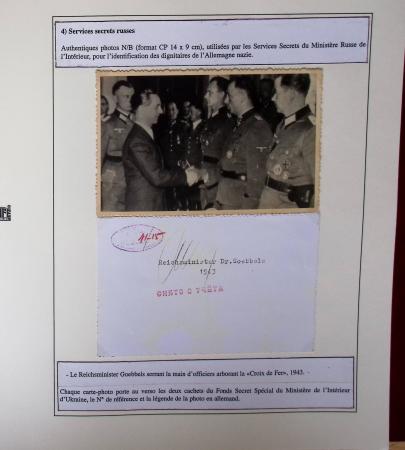 4) Services secrets russes
Authentiques photos N/B (format CP 14 x 9 cm), utilisées par les Services Secrets du Ministère Russe de
l'Intérieur, pour l'identification des dignitaires de l'Allemagne nazie.
Reichsminister Dr.Goebbels
1943
- Le Reichsminister Goebbels serrant la main d'officiers arborant la «Croix de Fer», 1943. -
Chaque carte-photo porte au verso les deux cachets du Fonds Secret Spécial du Ministère de l'Intérieur
d'Ukraine, le N° de référence et la légende de la photo en allemand.